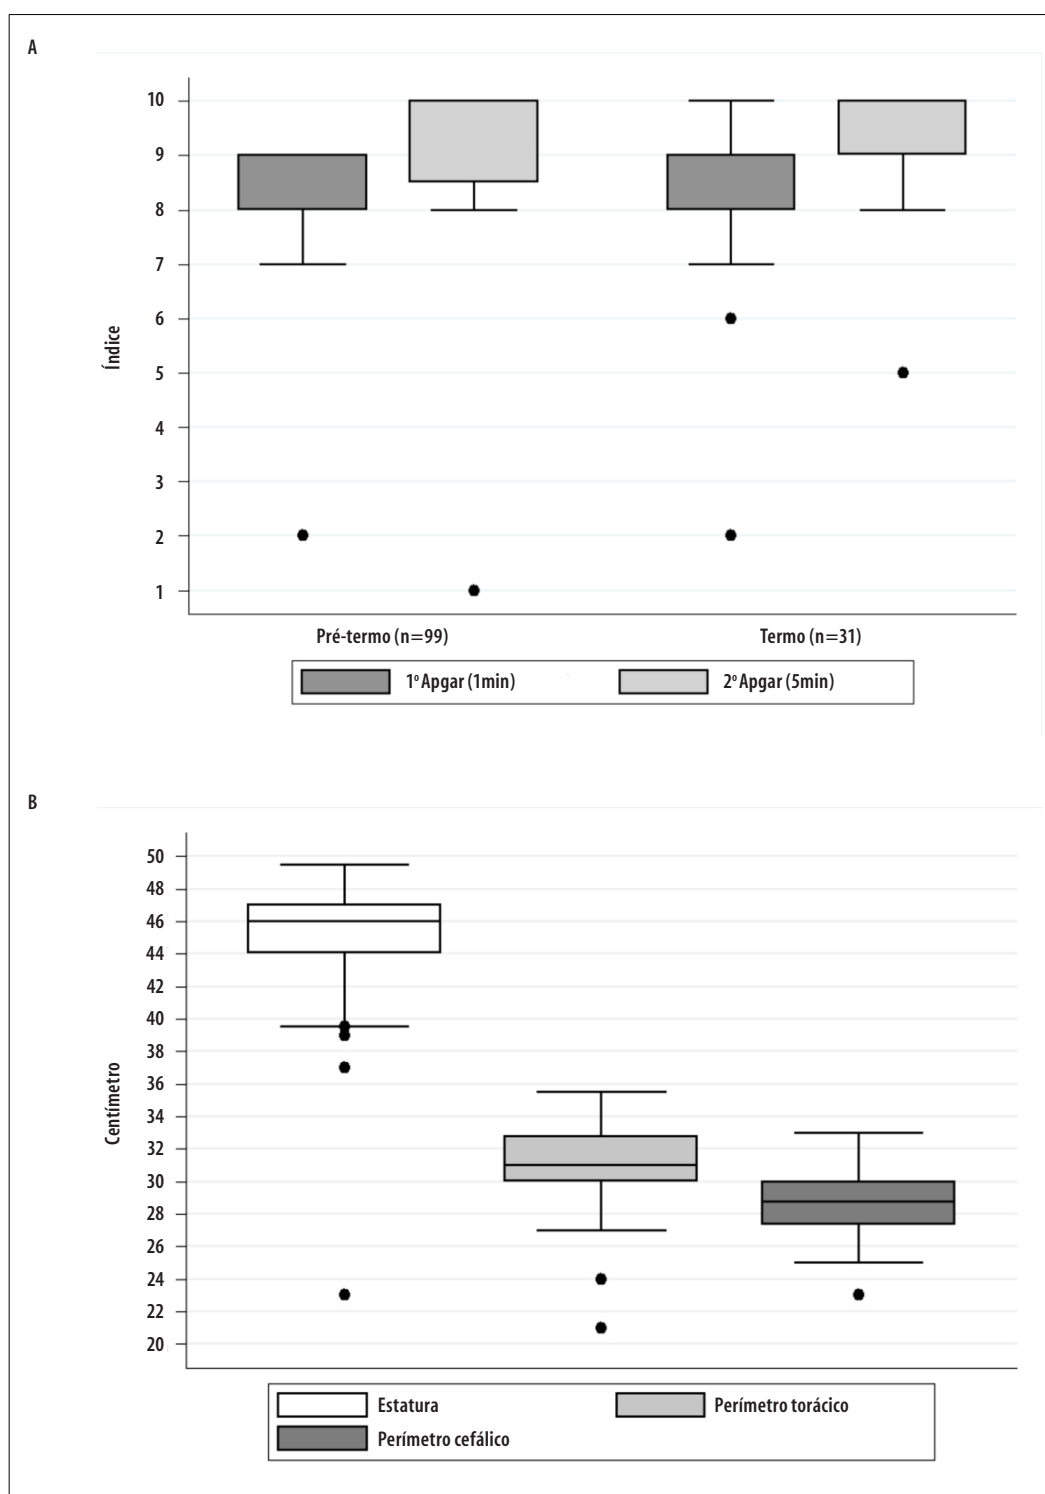 A
10
9
8
7
6
5
4
3
2
1
Índice
Pré-termo (n=99)
Termo (n=31)
1º Apgar (1min)
2º Apgar (5min)
B
50
48
46
44
42
40
38
36
34
32
30
28
26
24
22
20
Centímetro
Estatura
Perímetro torácico
Perímetro cefálico